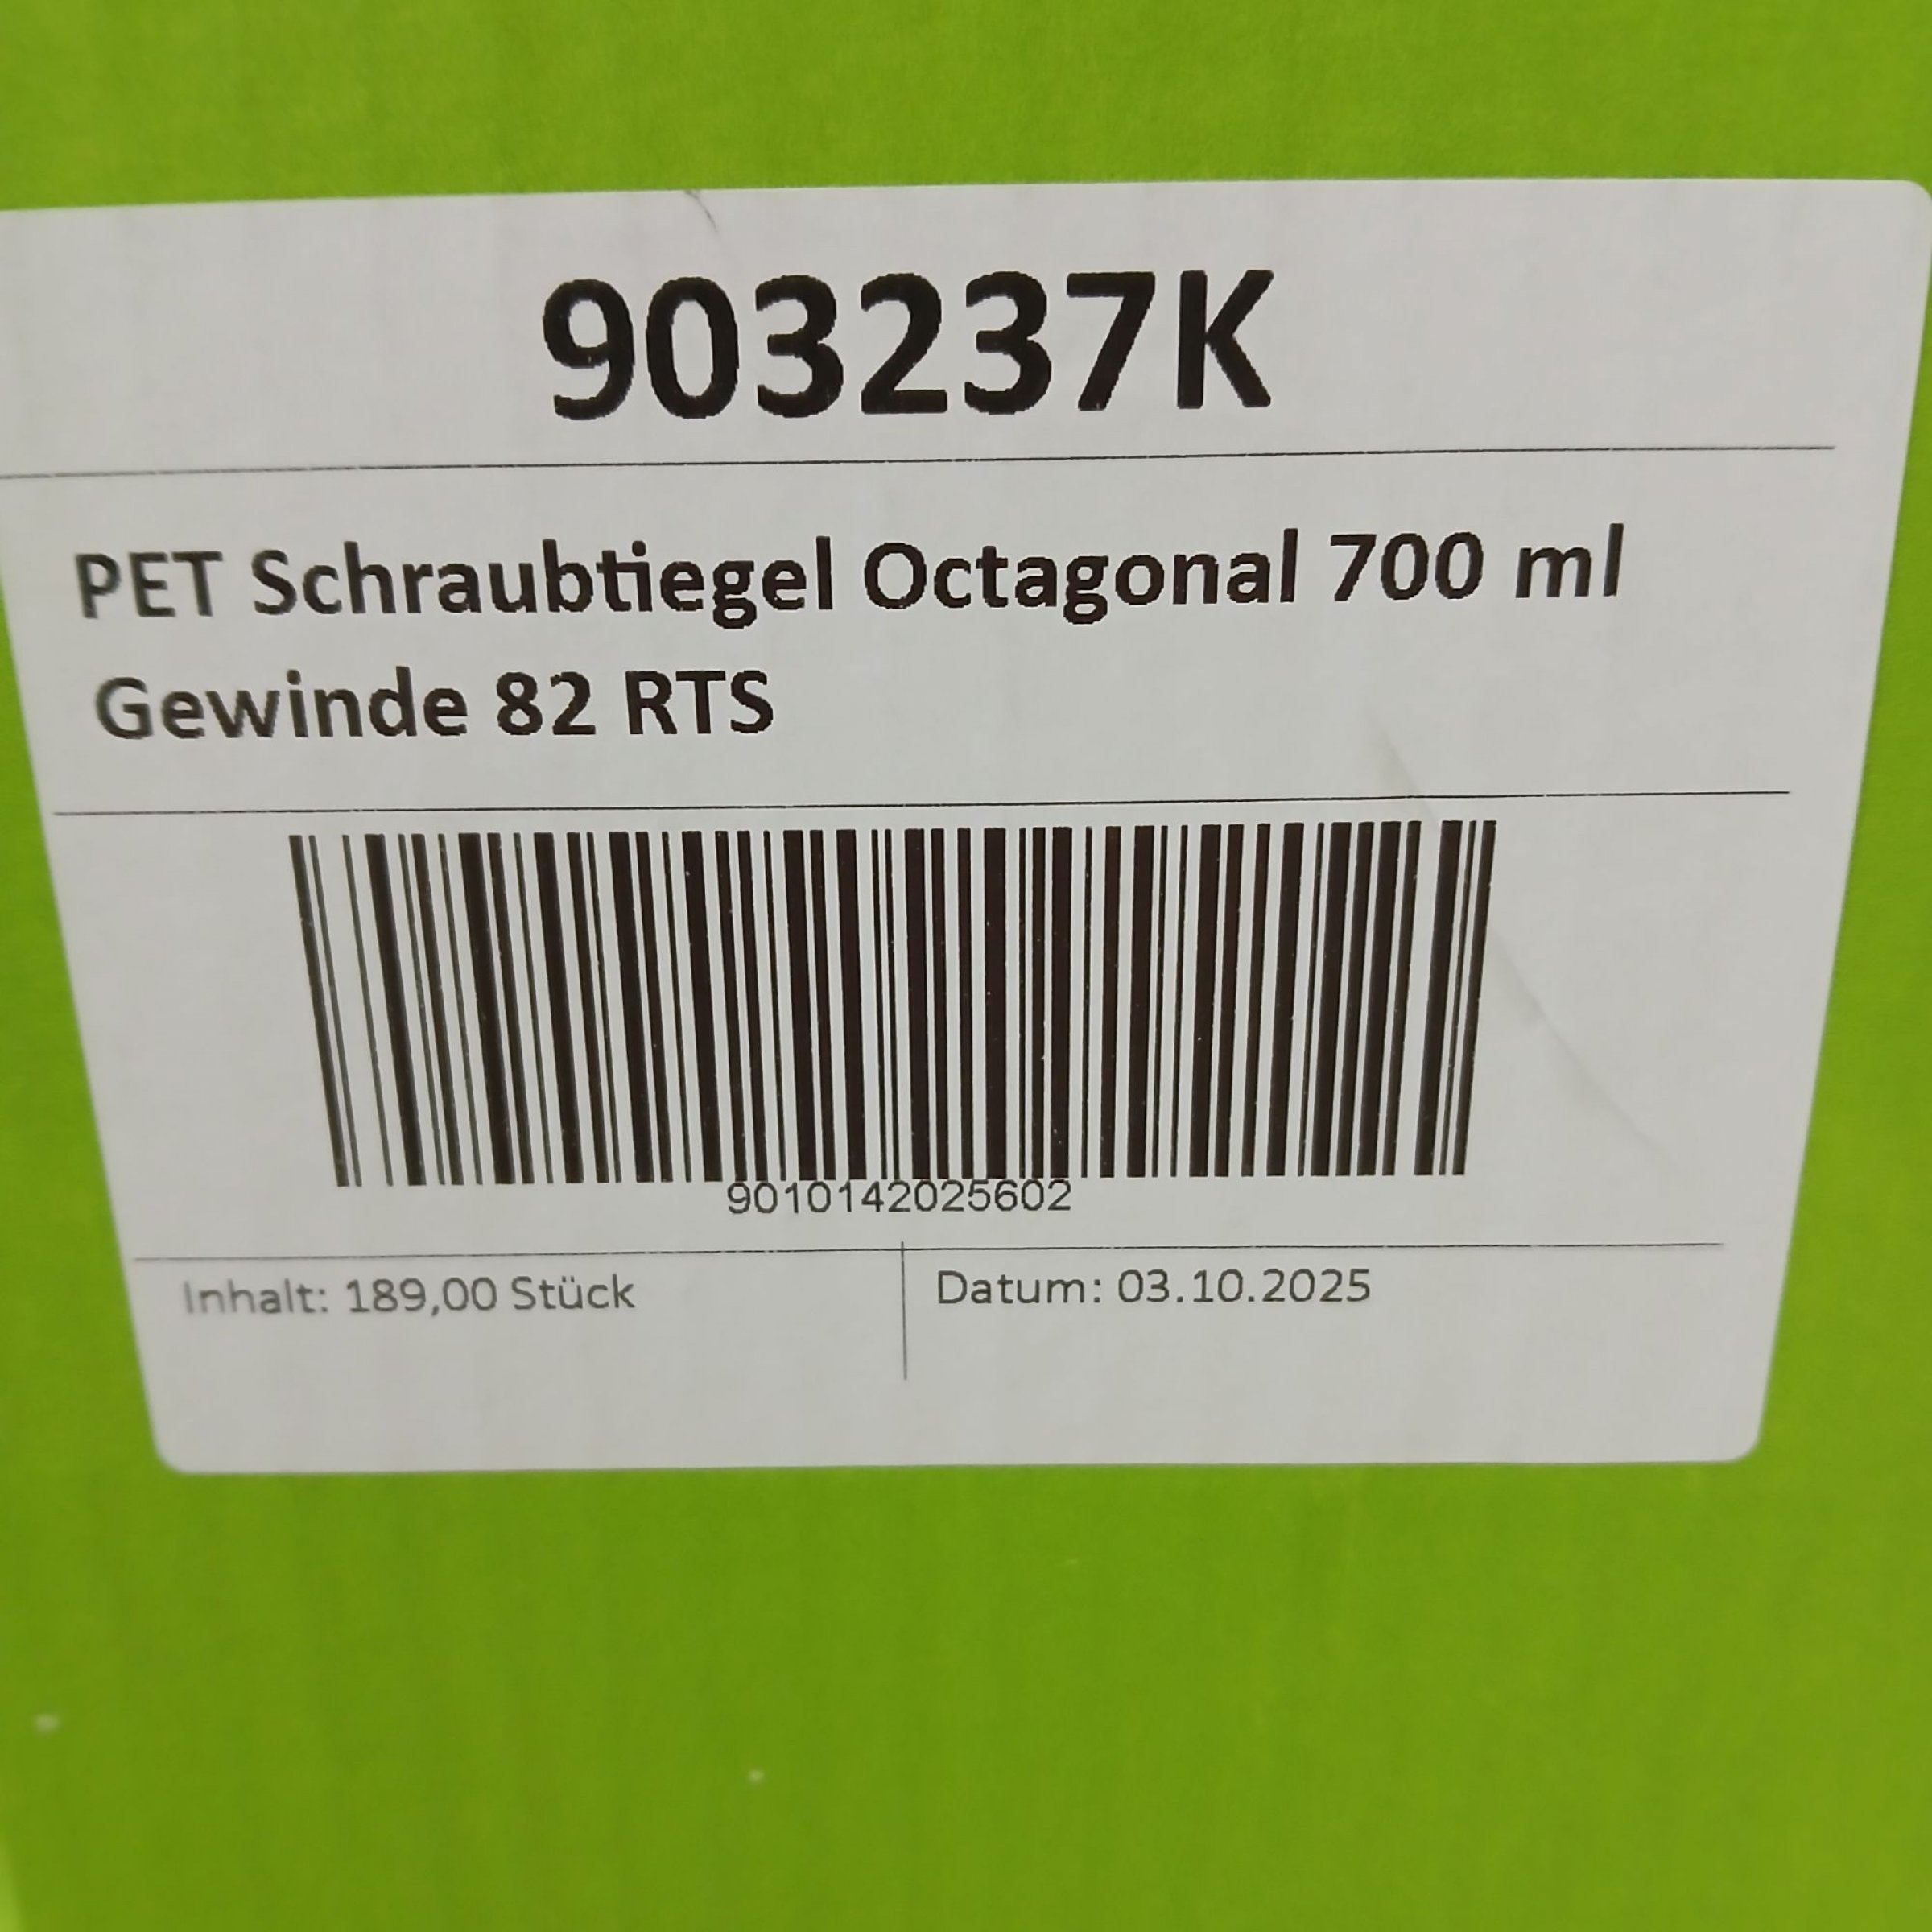 903237K
PET Schraubtiegel Octagonal 700 ml
Gewinde 82 RTS
9010142025602
Inhalt: 189,00 Stück
Datum: 03.10.2025